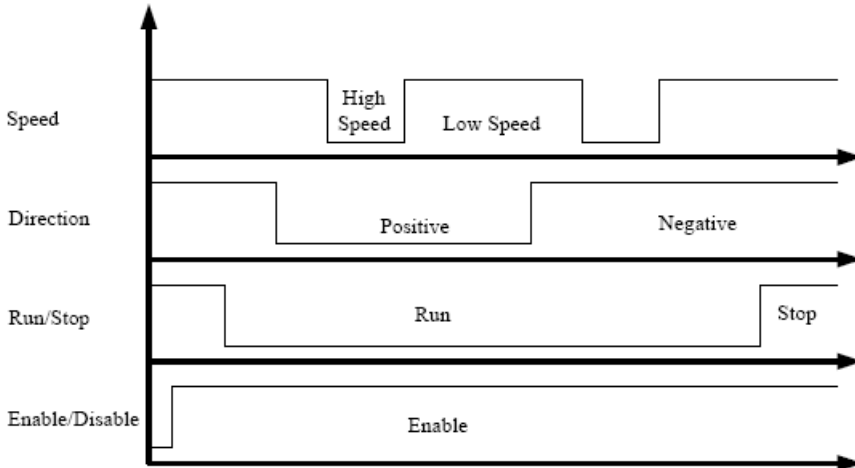 Speed
High
Speed
Low Speed
Direction
Positive
Negative
Run/Stop
Run
Stop
Enable/Disable
Enable